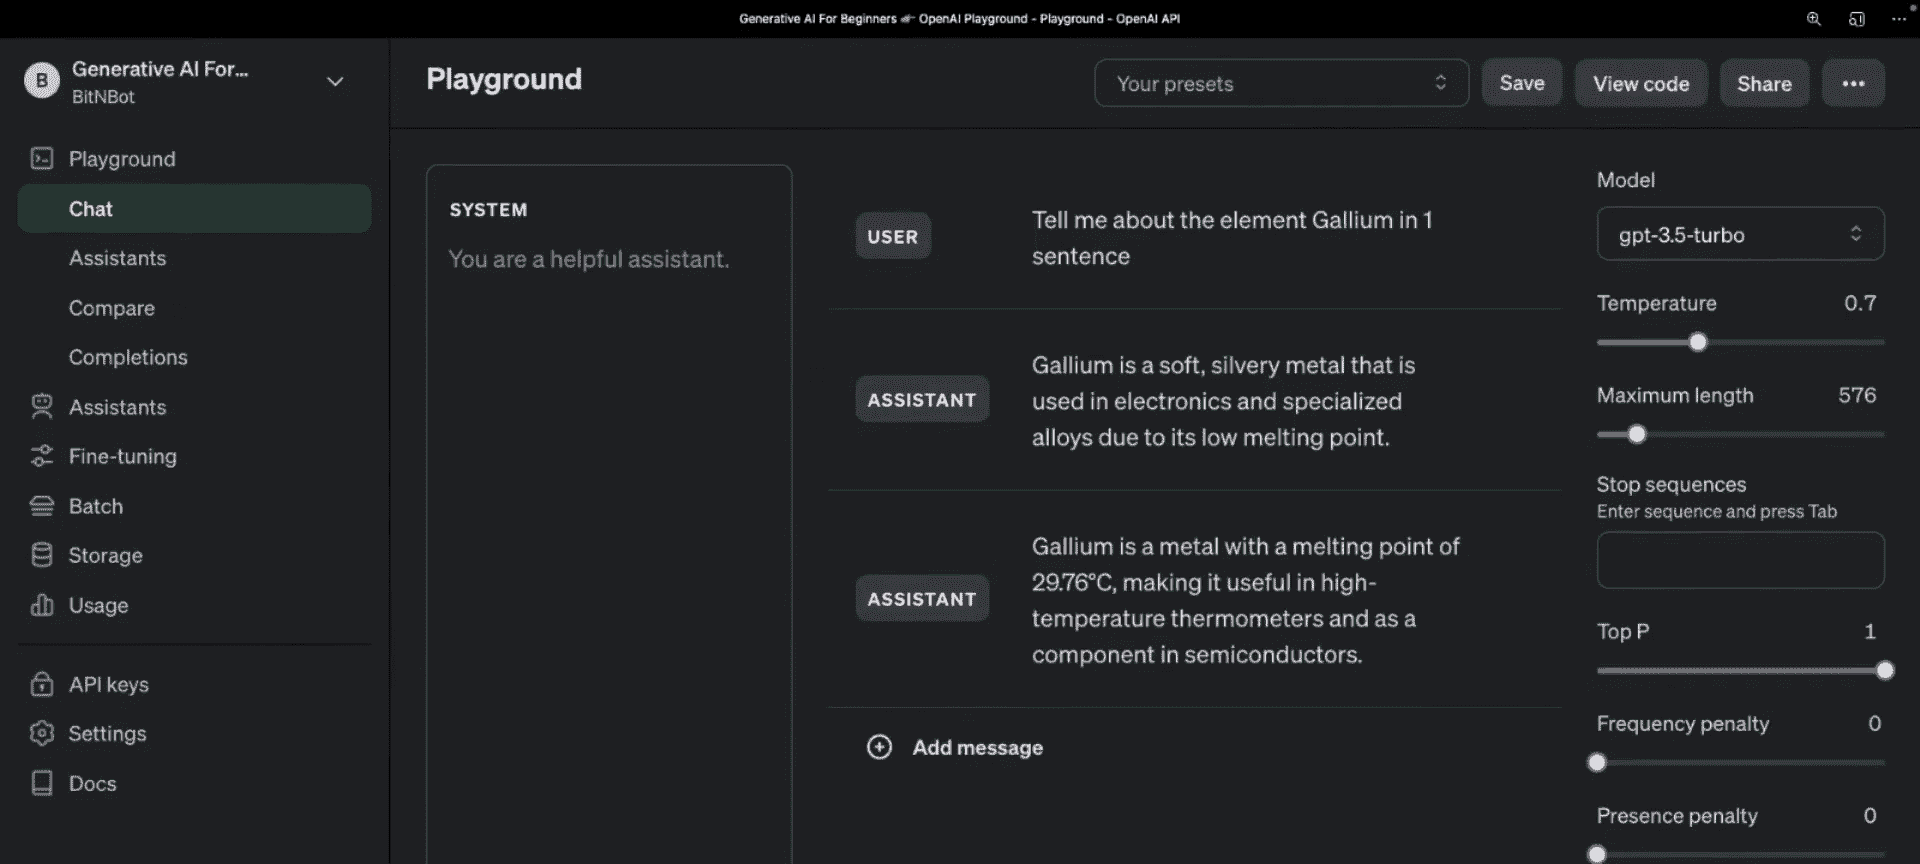 Generative AI For Beginners - OpenAI Playground - Playground - OpenAI API
B
Generative AI For...
BitNBot
Playground
Chat
Assistants
Compare
Completions
Assistants
Fine-tuning
Batch
Storage
Usage
API keys
Settings
Docs
Playground
Your presets
Save
View code
Share
SYSTEM
You are a helpful assistant.
USER
Tell me about the element Gallium in 1
sentence
ASSISTANT
Gallium is a soft, silvery metal that is
used in electronics and specialized
alloys due to its low melting point.
ASSISTANT
Gallium is a metal with a melting point of
29.76°C, making it useful in high-
temperature thermometers and as a
component in semiconductors.
Add message
Model
gpt-3.5-turbo
Temperature 0.7
Maximum length 576
Stop sequences
Enter sequence and press Tab
Top P 1
Frequency penalty 0
Presence penalty 0